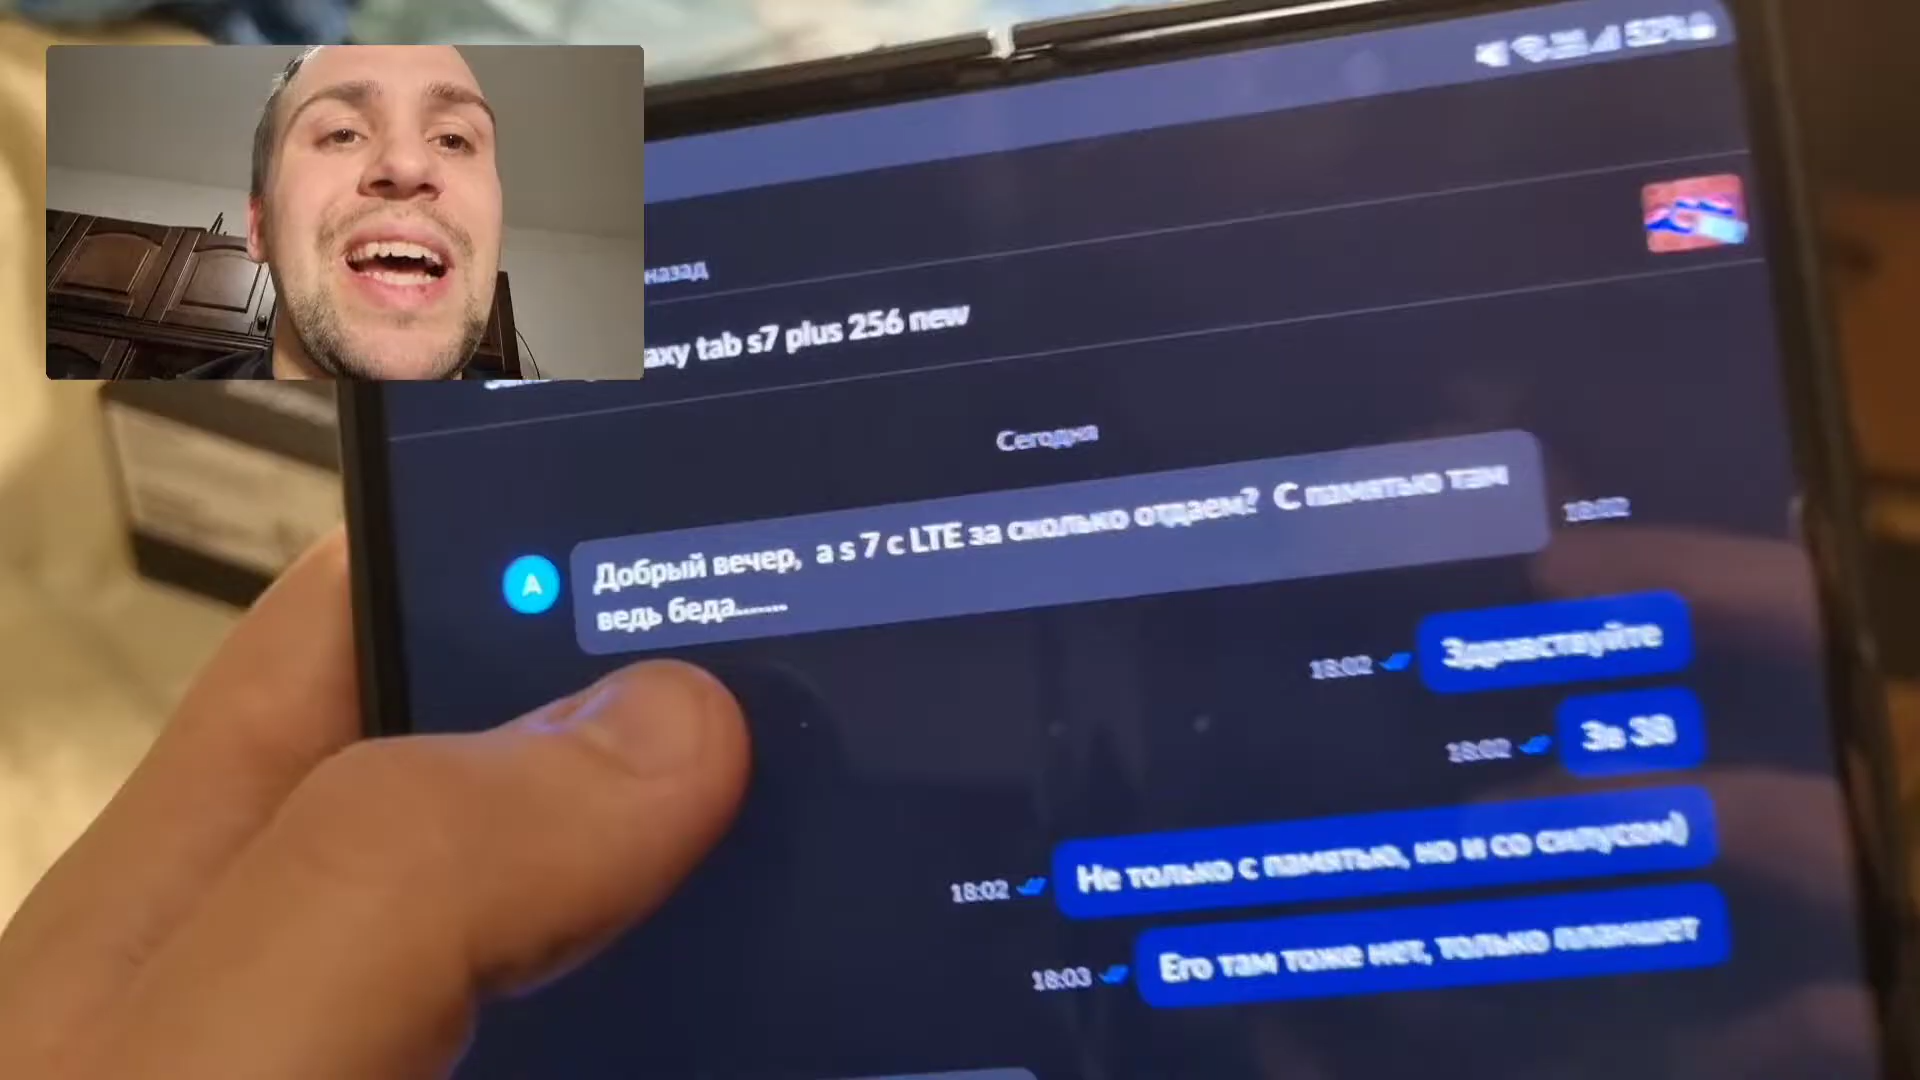 52%
назад
axy tab s7 plus 256 new
Сегодня
Добрый вечер, а s 7 с LTE за сколько отдаем? С памятью там
ведь беда.......
18:02
A
Здравствуйте
18:02
За 38
18:02
Не только с памятью, но и со силусом)
18:02
Его там тоже нет, только планшет
18:03